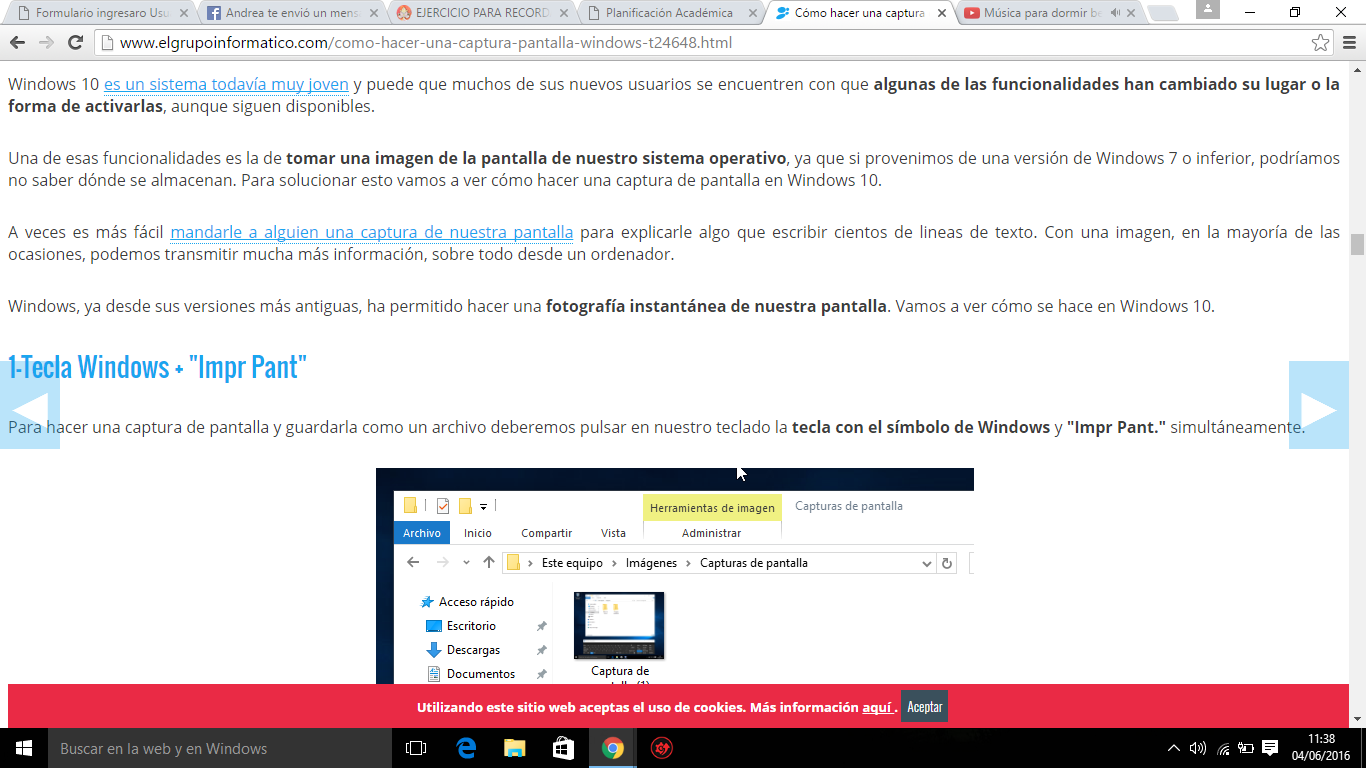 Formulario ingresaro Usu
Andrea te envió un mens
EJERCICIO PARA RECORD
Planificación Académica
Cómo hacer una captura
Música para dormir be
www.elgrupoinformatico.com/como-hacer-una-captura-pantalla-windows-t24648.html
Windows 10 es un sistema todavía muy joven y puede que muchos de sus nuevos usuarios se encuentren con que algunas de las funcionalidades han cambiado su lugar o la
forma de activarlas, aunque siguen disponibles.
Una de esas funcionalidades es la de tomar una imagen de la pantalla de nuestro sistema operativo, ya que si provenimos de una versión de Windows 7 o inferior, podríamos
no saber dónde se almacenan. Para solucionar esto vamos a ver cómo hacer una captura de pantalla en Windows 10.
A veces es más fácil mandarle a alguien una captura de nuestra pantalla para explicarle algo que escribir cientos de lineas de texto. Con una imagen, en la mayoría de las
ocasiones, podemos transmitir mucha más información, sobre todo desde un ordenador.
Windows, ya desde sus versiones más antiguas, ha permitido hacer una fotografía instantánea de nuestra pantalla. Vamos a ver cómo se hace en Windows 10.
1-Tecla Windows + "Impr Pant"
Para hacer una captura de pantalla y guardarla como un archivo deberemos pulsar en nuestro teclado la tecla con el símbolo de Windows y "Impr Pant." simultáneamente.
Herramientas de imagen
Capturas de pantalla
Archivo
Inicio
Compartir
Vista
Administrar
Este equipo > Imágenes > Capturas de pantalla
Acceso rápido
Escritorio
Descargas
Documentos
Captura de
Utilizando este sitio web aceptas el uso de cookies. Más información aquí . Aceptar
Buscar en la web y en Windows
11:38
04/06/2016